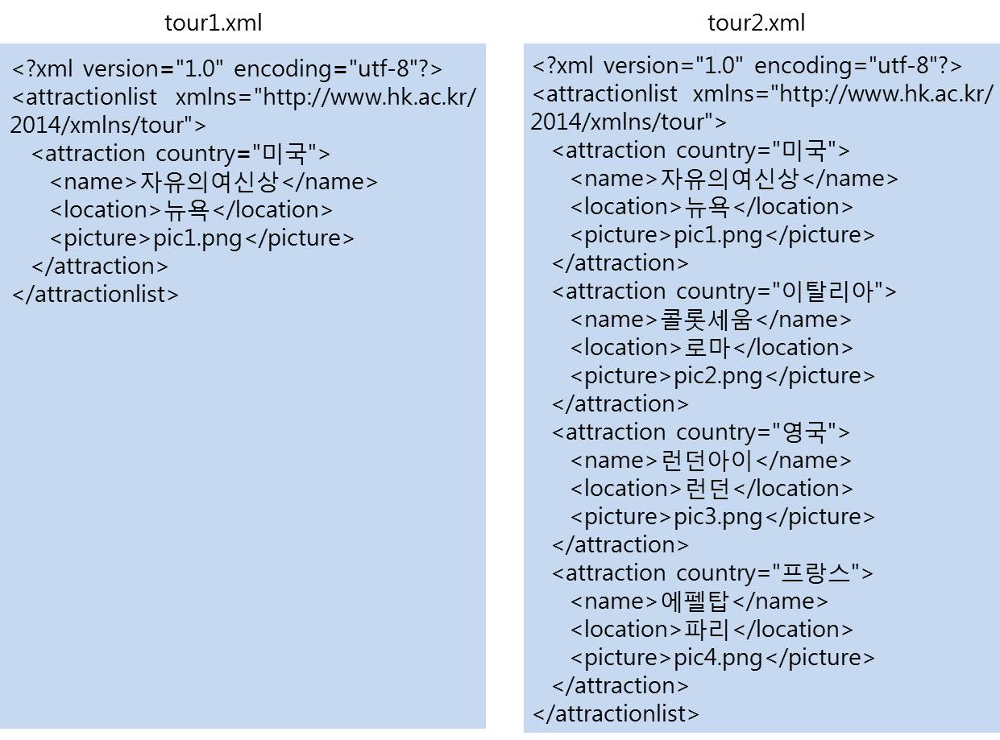 tour1.xml
<?xml version="1.0" encoding="utf-8"?>
<attractionlist xmlns="http://www.hk.ac.kr/
2014/xmlns/tour">
<attraction country="미국">
<name>자유의여신상</name>
<location>뉴욕</location>
<picture>pic1.png</picture>
</attraction>
</attractionlist>
tour2.xml
<?xml version="1.0" encoding="utf-8"?>
<attractionlist xmlns="http://www.hk.ac.kr/
2014/xmlns/tour">
<attraction country="미국">
<name>자유의여신상</name>
<location>뉴욕</location>
<picture>pic1.png</picture>
</attraction>
<attraction country="이탈리아">
<name>콜롯세움</name>
<location>로마</location>
<picture>pic2.png</picture>
</attraction>
<attraction country="영국">
<name>런던아이</name>
<location>런던</location>
<picture>pic3.png</picture>
</attraction>
<attraction country="프랑스">
<name>에펠탑</name>
<location>파리</location>
<picture>pic4.png</picture>
</attraction>
</attractionlist>